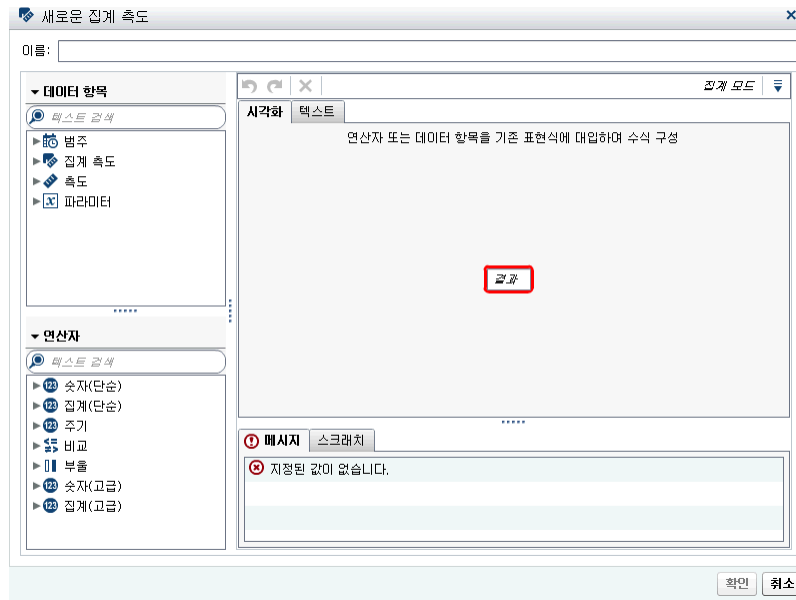 새로운 집계 측도
이름:
데이터 항목
텍스트 검색
범주
집계 측도
측도
파라미터
연산자
텍스트 검색
숫자(단순)
집계(단순)
주기
비교
부울
숫자(고급)
집계(고급)
집계 모드
시각화 텍스트
연산자 또는 데이터 항목을 기존 표현식에 대입하여 수식 구성
결과
메시지 스크래치
지정된 값이 없습니다.
확인 취소